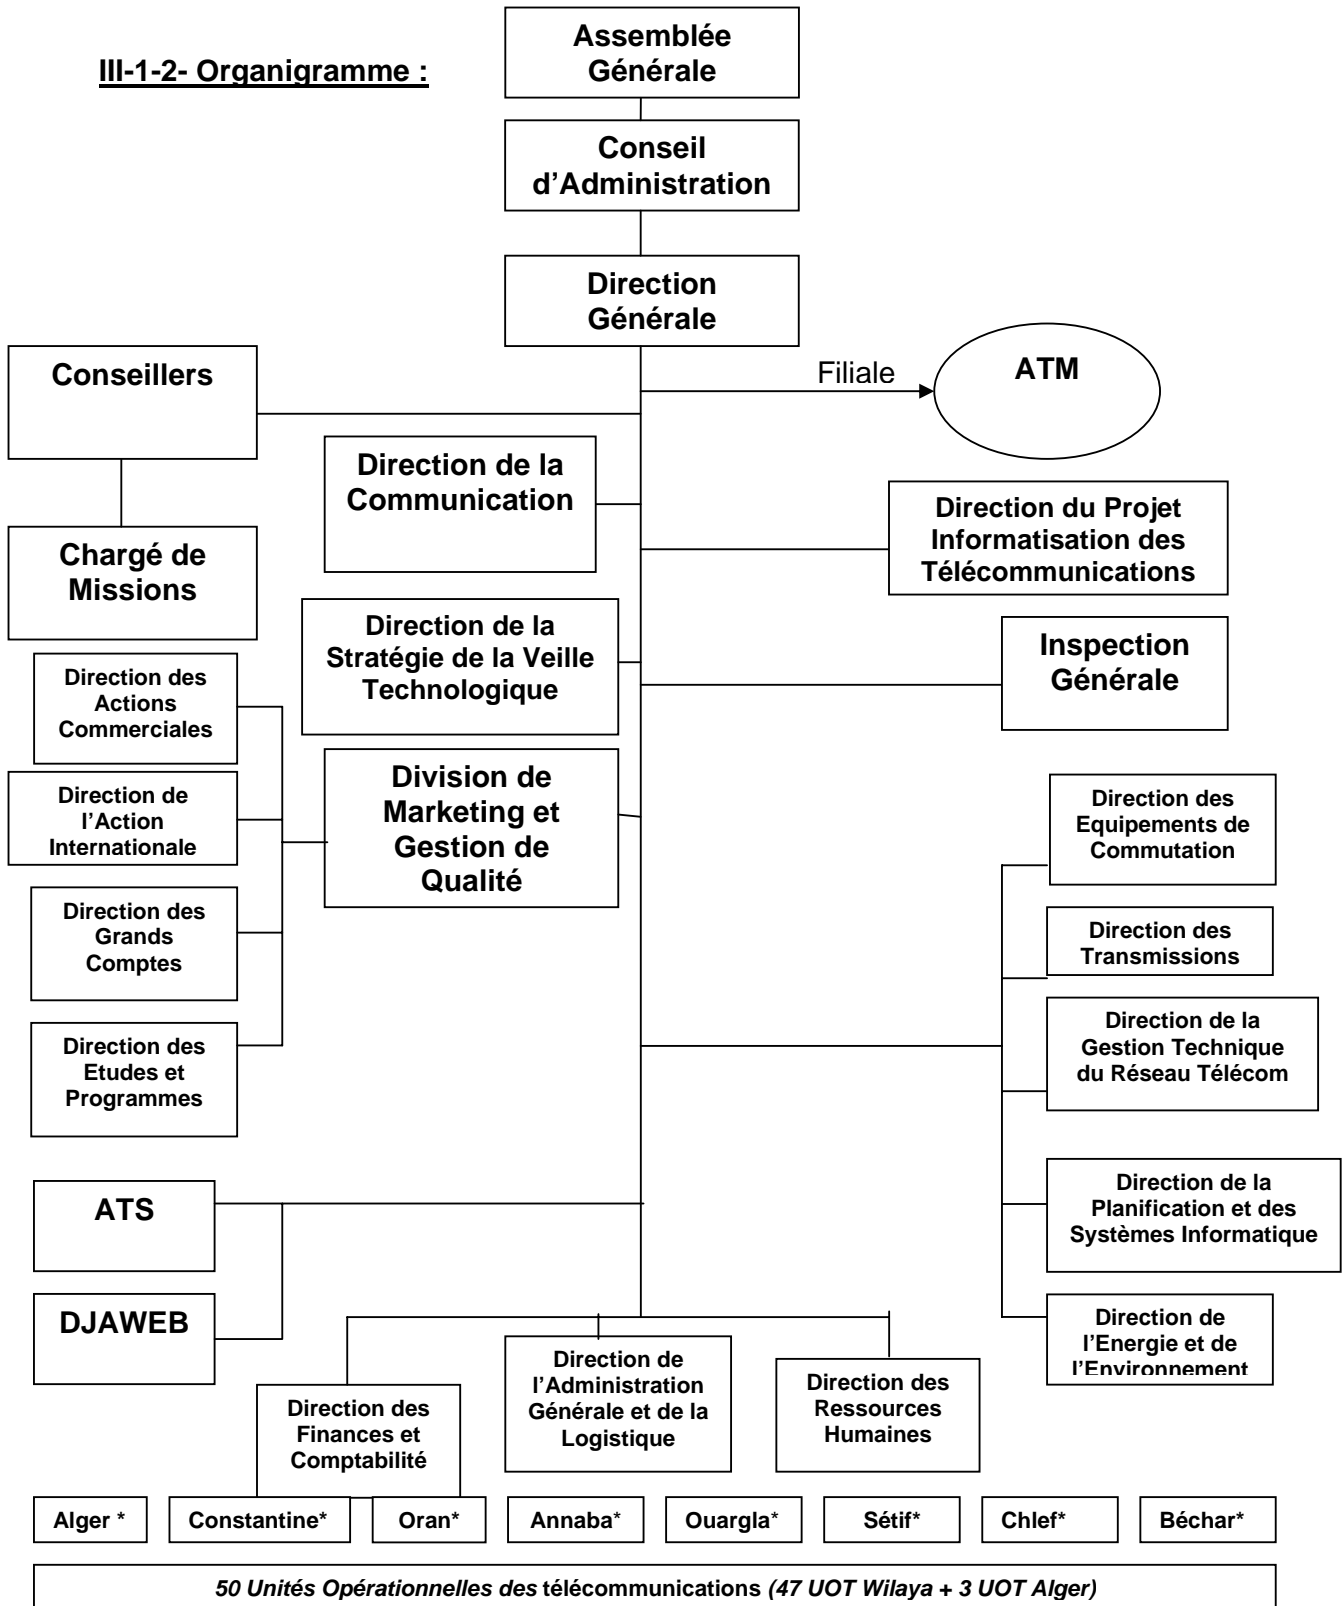 III-1-2- Organigramme :
Assemblée
Générale
Conseil
d'Administration
Direction
Générale
Conseillers
Filiale
ATM
Direction de la
Communication
Direction du Projet
Informatisation des
Télécommunications
Chargé de
Missions
Direction de la
Stratégie de la Veille
Technologique
Inspection
Générale
Direction des
Actions
Commerciales
Division de
Marketing et
Gestion de
Qualité
Direction de
l'Action
Internationale
Direction des
Equipements de
Commutation
Direction des
Grands
Comptes
Direction des
Transmissions
Direction des
Etudes et
Programmes
Direction de la
Gestion Technique
du Réseau Télécom
ATS
Direction de la
Planification et des
Systèmes Informatique
DJAWEB
Direction de
l'Energie et de
l'Environnement
Direction des
Finances et
Comptabilité
Direction de
l'Administration
Générale et de la
Logistique
Direction des
Ressources
Humaines
Alger *
Constantine*
Oran*
Annaba*
Ouargla*
Sétif*
Chlef*
Béchar*
50 Unités Opérationnelles des télécommunications (47 UOT Wilaya + 3 UOT Alger)